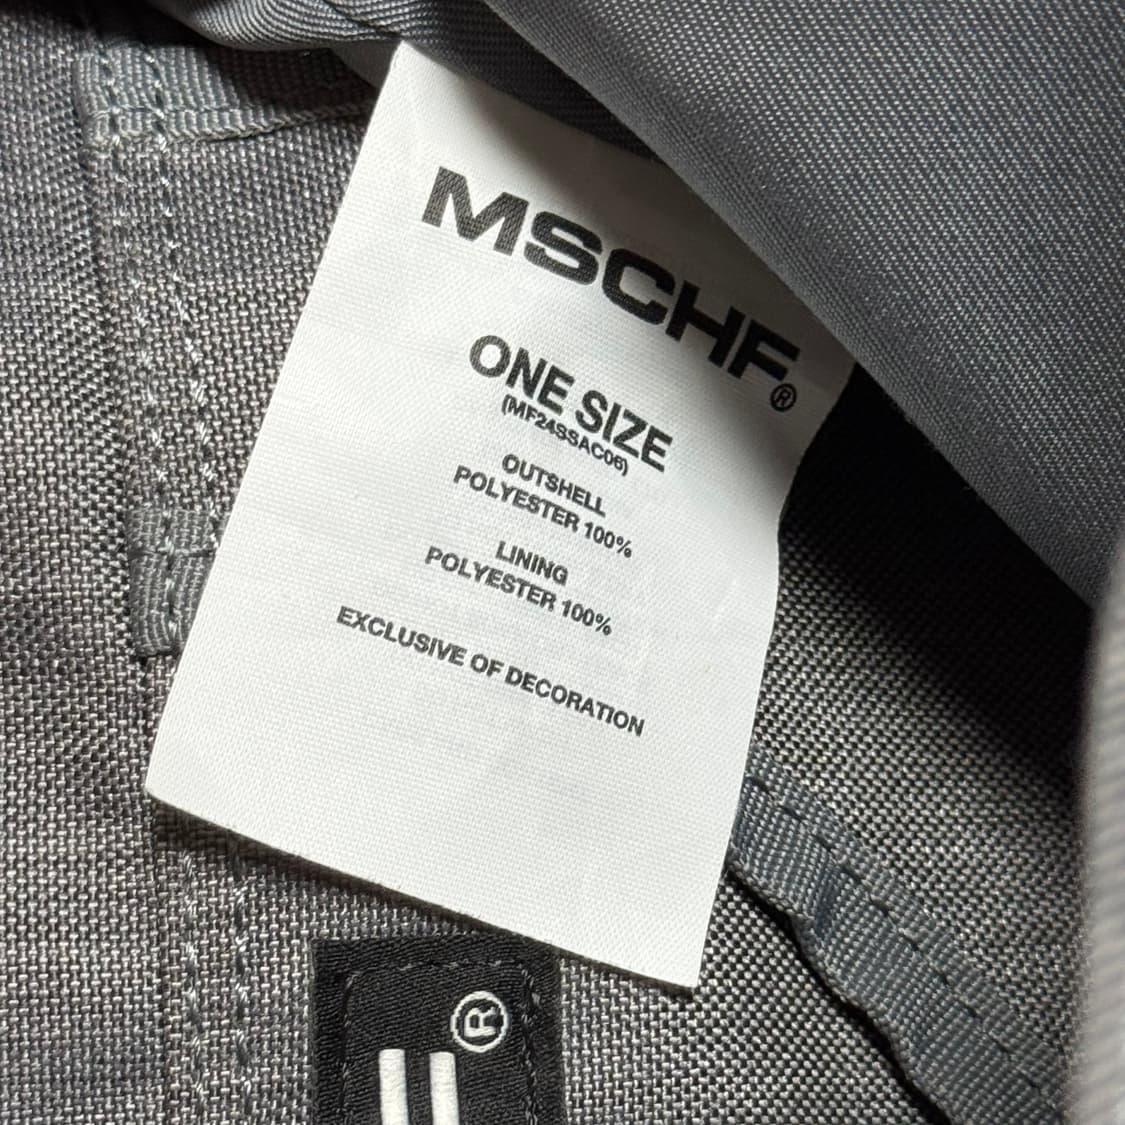 MSCHF®
ONE SIZE
(MF24SSAC06)
OUTSHELL
POLYESTER 100%
LINING
POLYESTER 100%
EXCLUSIVE OF DECORATION
®